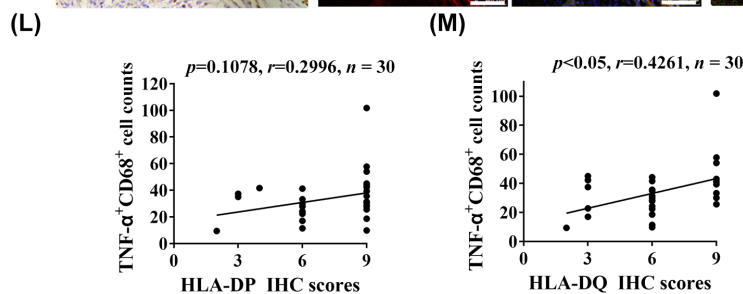 (L)
p=0.1078, r=0.2996, n = 30
TNF-α⁺CD68⁺ cell counts
120
100
80
60
40
20
0
0 3 6 9
HLA-DP IHC scores
(M)
p<0.05, r=0.4261, n = 30
TNF-α⁺CD68⁺ cell counts
100
80
60
40
20
0
0 3 6 9
HLA-DQ IHC scores